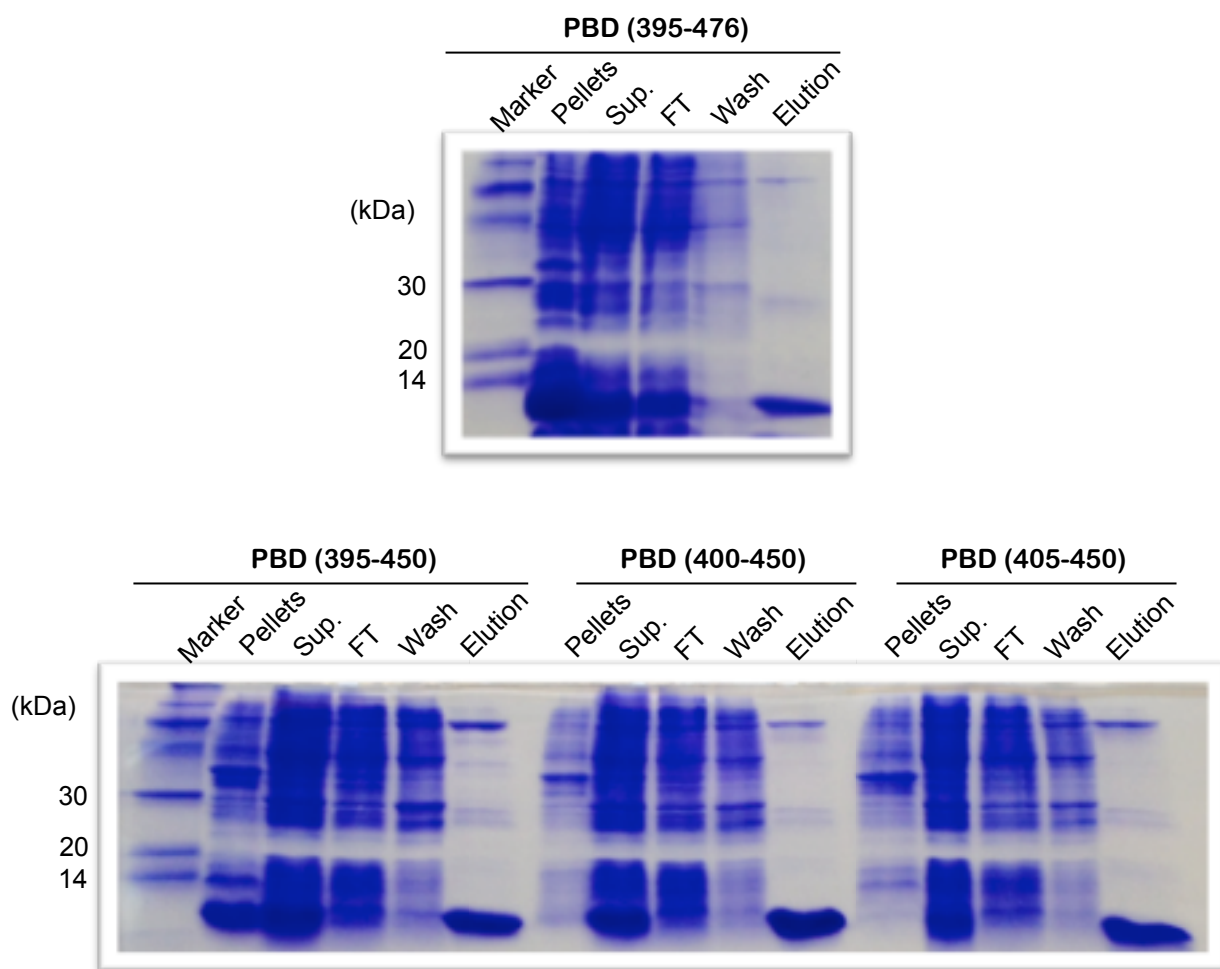 PBD (395-476)
Marker Pellets Sup. FT Wash Elution
(kDa)
30
20
14
PBD (395-450) PBD (400-450) PBD (405-450)
Marker Pellets Sup. FT Wash Elution Pellets Sup. FT Wash Elution Pellets Sup. FT Wash Elution
(kDa)
30
20
14